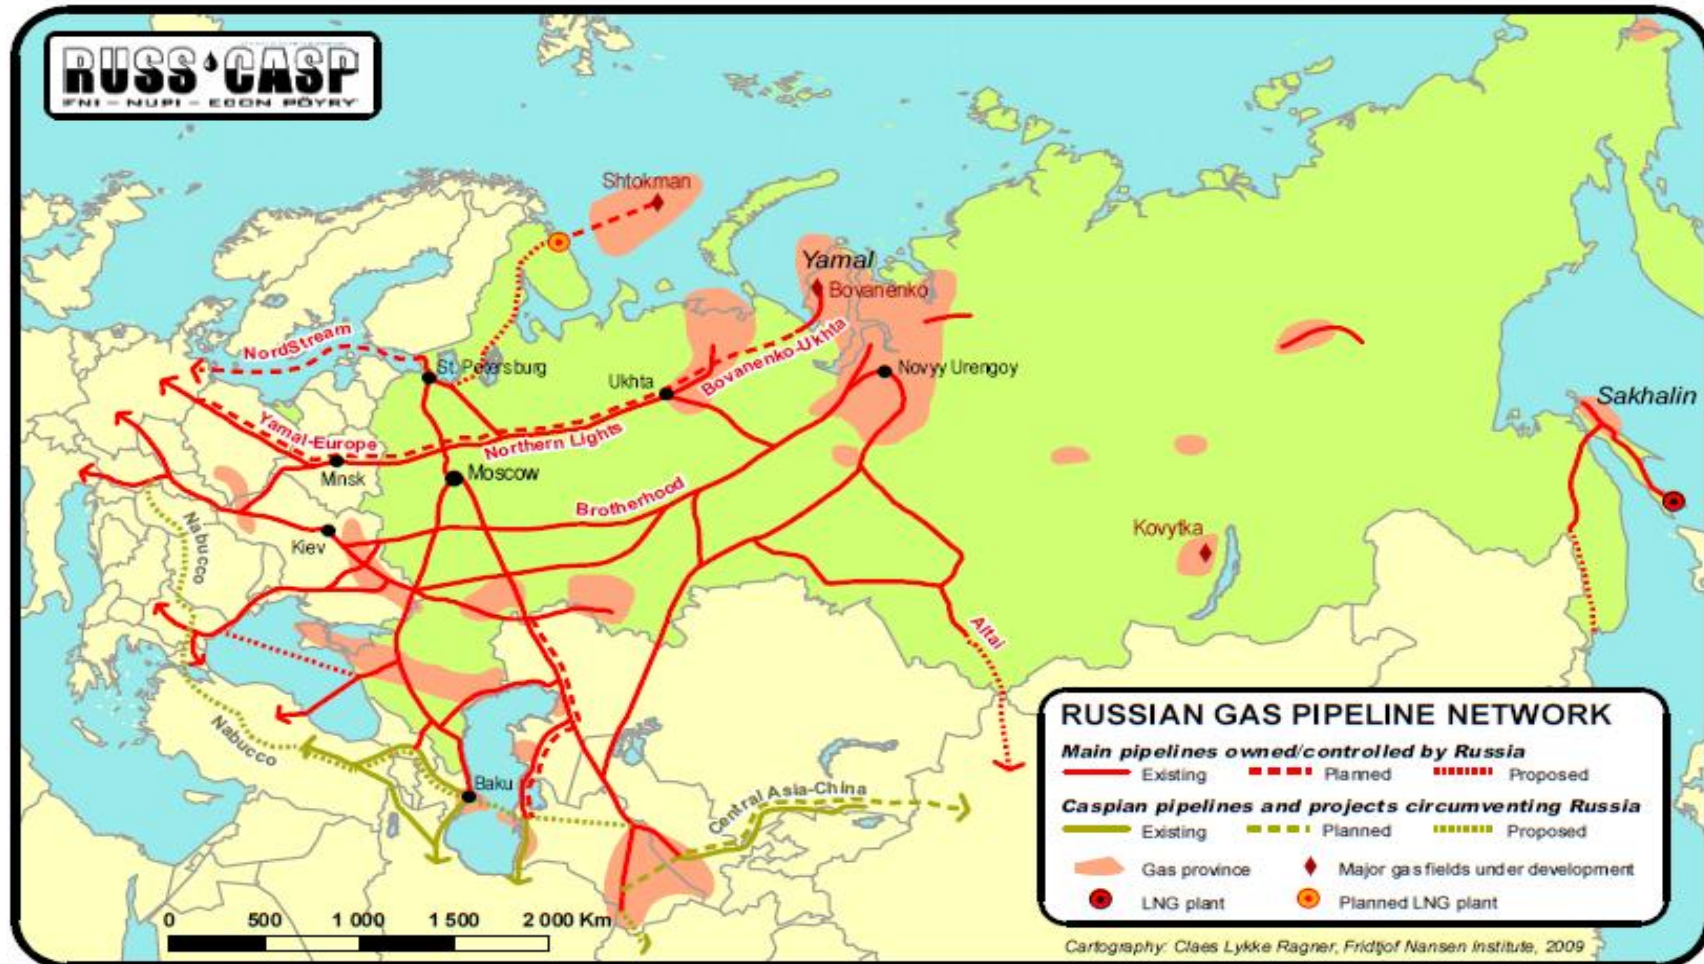 RUSS CASP
FNI - NUPI - ECON PÖYRY
Shtokman
Yamal
Bovanenko
NordStream
St. Petersburg
Ukhta
Bovanenko-Ukhta
Novyy Urengoy
Sakhalin
Yamal-Europe
Northern Lights
Minsk
Moscow
Brotherhood
Kiev
Nabucco
Kovytka
Altai
Nabucco
Baku
Central Asia-China
RUSSIAN GAS PIPELINE NETWORK
Main pipelines owned/controlled by Russia
Existing Planned Proposed
Caspian pipelines and projects circumventing Russia
Existing Planned Proposed
Gas province Major gas fields under development
LNG plant Planned LNG plant
0 500 1 000 1 500 2 000 Km
Cartography: Claes Lykke Ragner, Fridtjof Nansen Institute, 2009